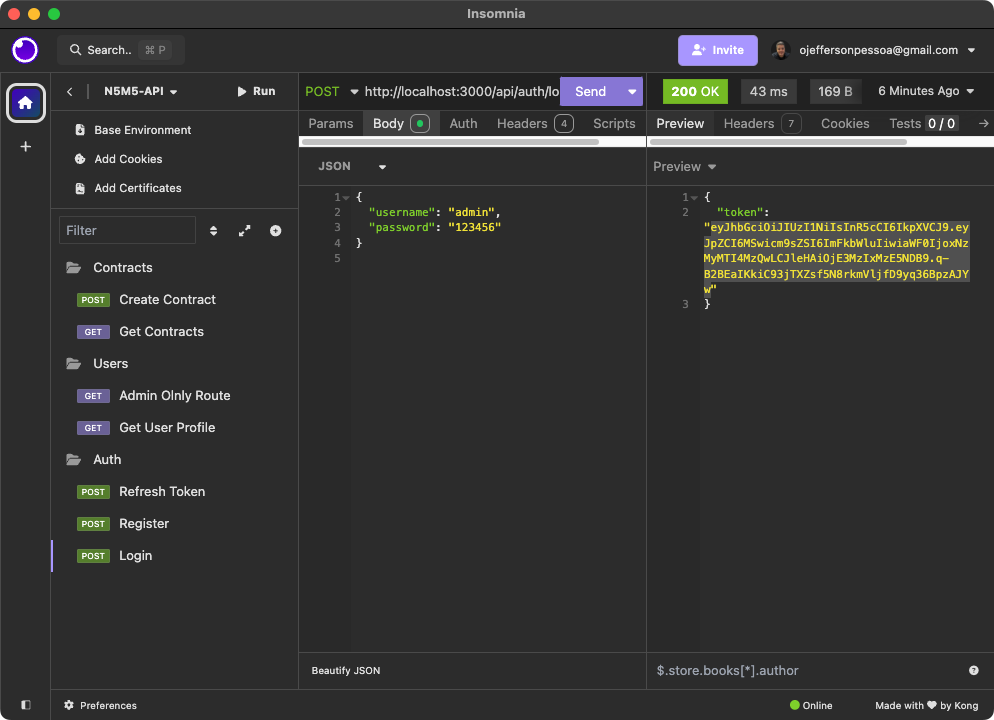 Insomnia
Search.. ⌘ P
Invite
ojeffersonpessoa@gmail.com
N5M5-API
Run
Base Environment
Add Cookies
Add Certificates
Filter
Contracts
POST Create Contract
GET Get Contracts
Users
GET Admin Olnly Route
GET Get User Profile
Auth
POST Refresh Token
POST Register
POST Login
POST http://localhost:3000/api/auth/lo Send
Params Body Auth Headers 4 Scripts
JSON
1 {
2 "username": "admin",
3 "password": "123456"
4 }
5
Beautify JSON
200 OK 43 ms 169 B 6 Minutes Ago
Preview Headers 7 Cookies Tests 0 / 0
Preview
1 {
2 "token":
"eyJhbGciOiJIUzI1NiIsInR5cCI6IkpXVCJ9.ey
JpZCI6MSwicm9sZSI6ImFkbWluIiwiaWF0IjoxNz
MyMTI4MzQwLCJleHAiOjE3MzIxMzE5NDB9.q-
B2BEaIKkiC93jTXZsf5N8rkmVljfD9yq36BpzAJY
w"
3 }
$.store.books[*].author
Preferences
Online
Made with ♥ by Kong